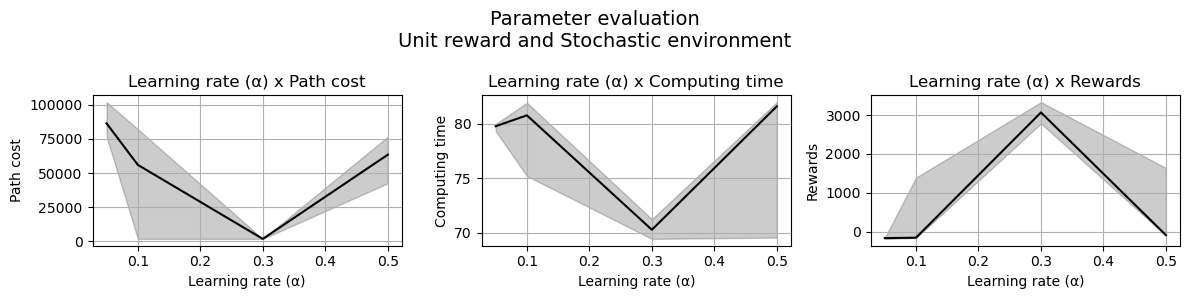 Parameter evaluation
Unit reward and Stochastic environment
Learning rate (α) x Path cost
Path cost
100000
75000
50000
25000
0
0.1 0.2 0.3 0.4 0.5
Learning rate (α)
Learning rate (α) x Computing time
Computing time
80
75
70
0.1 0.2 0.3 0.4 0.5
Learning rate (α)
Learning rate (α) x Rewards
Rewards
3000
2000
1000
0
0.1 0.2 0.3 0.4 0.5
Learning rate (α)